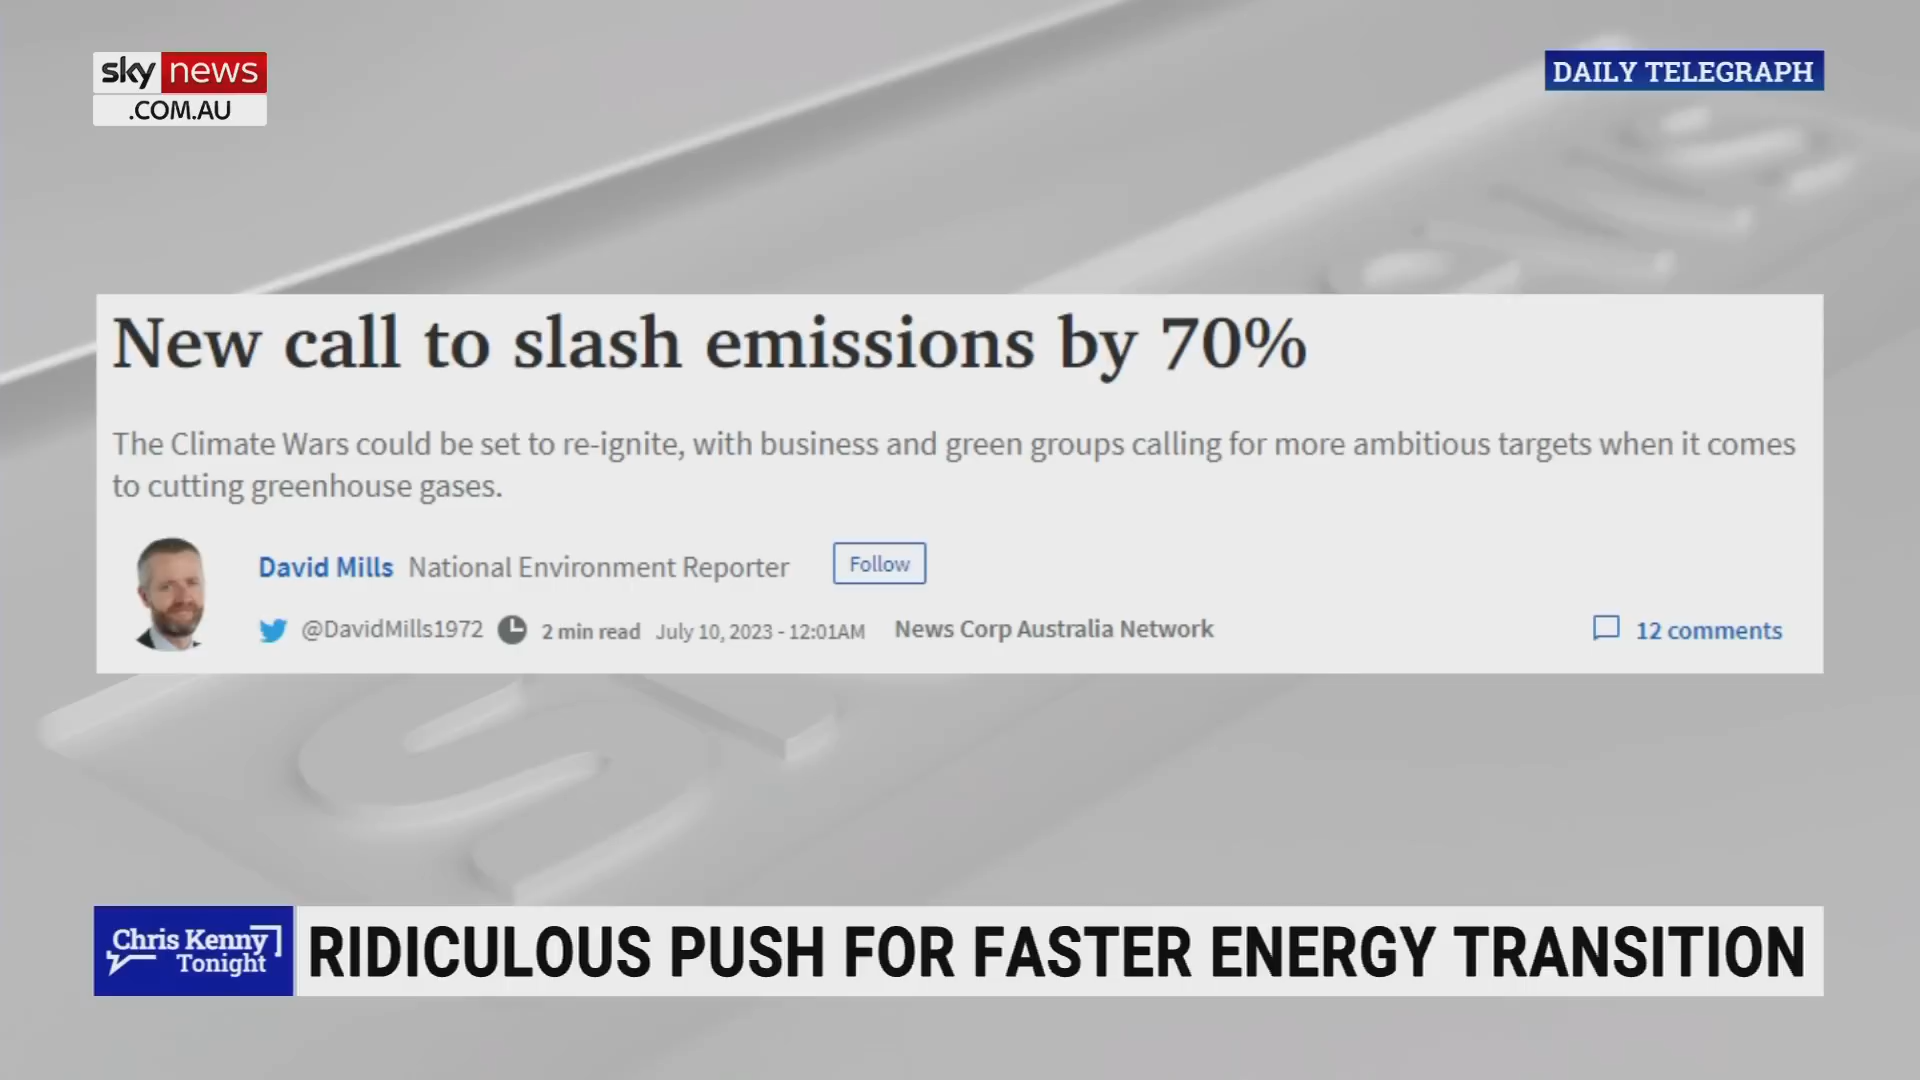 sky news
.COM.AU
DAILY TELEGRAPH
New call to slash emissions by 70%
The Climate Wars could be set to re-ignite, with business and green groups calling for more ambitious targets when it comes
to cutting greenhouse gases.
David Mills National Environment Reporter Follow
@DavidMills1972 2 min read July 10, 2023 - 12:01AM News Corp Australia Network 12 comments
Chris Kenny
Tonight
RIDICULOUS PUSH FOR FASTER ENERGY TRANSITION